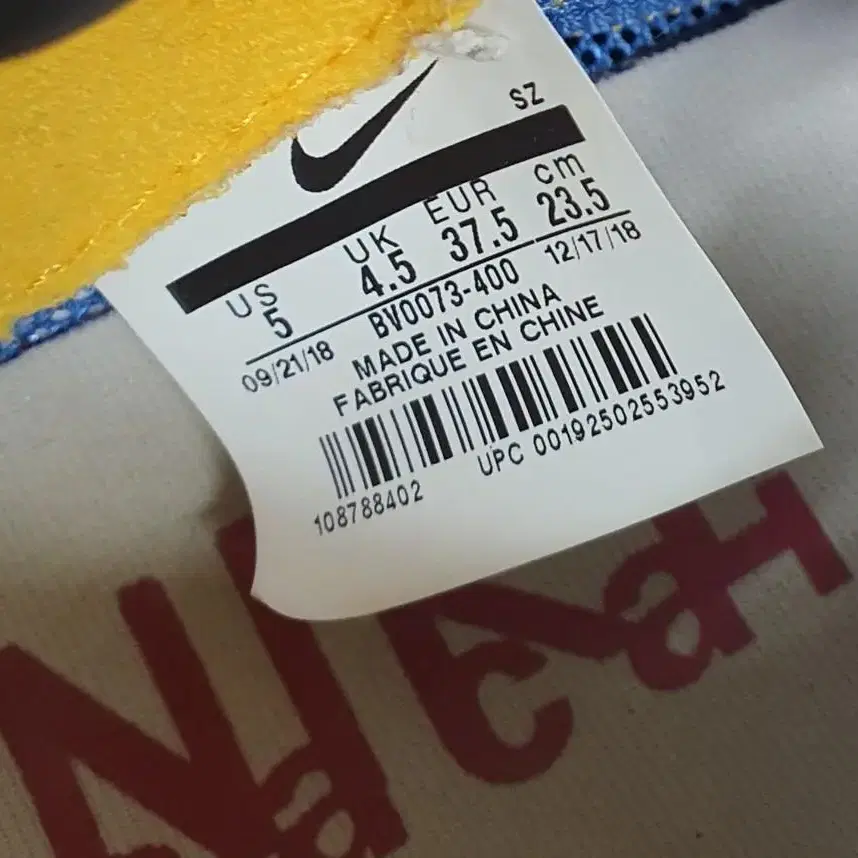 SZ
US UK EUR cm
5 4.5 37.5 23.5
09/21/18 BV0073-400 12/17/18
MADE IN CHINA
FABRIQUE EN CHINE
108788402 UPC 00192502553952